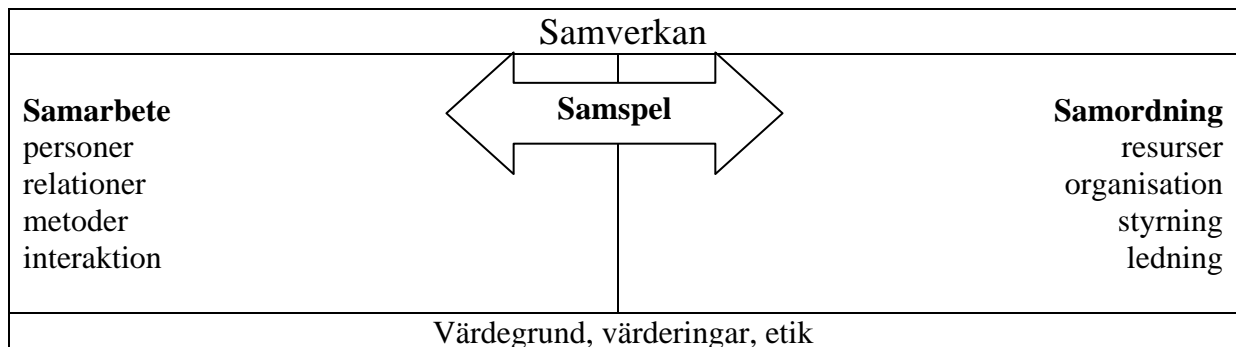 Samverkan
Samarbete
personer
relationer
metoder
interaktion
Samspel
Samordning
resurser
organisation
styrning
ledning
Värdegrund, värderingar, etik